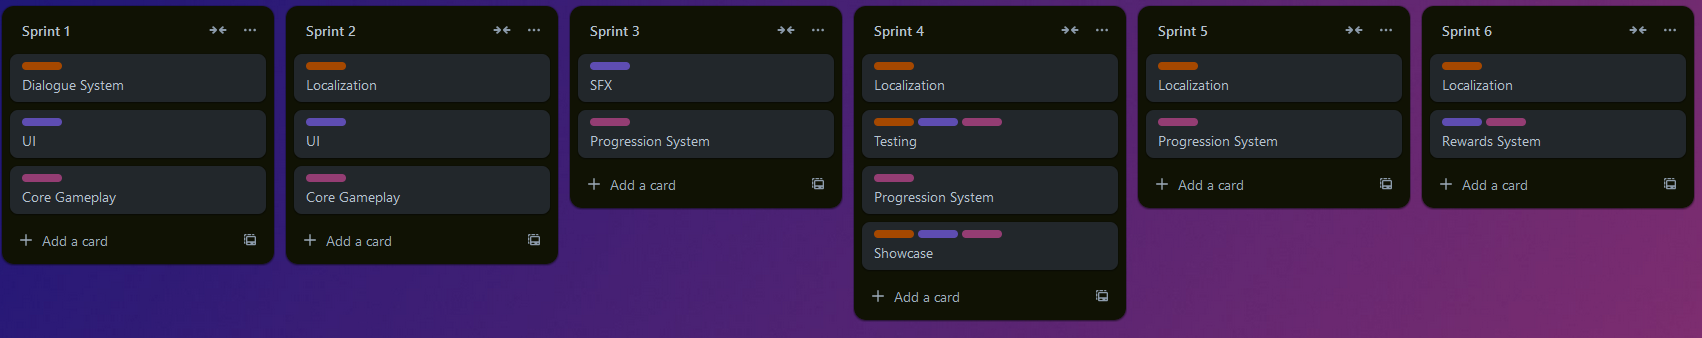 Sprint 1
Dialogue System
UI
Core Gameplay
Add a card
Sprint 2
Localization
UI
Core Gameplay
Add a card
Sprint 3
SFX
Progression System
Add a card
Sprint 4
Localization
Testing
Progression System
Showcase
Add a card
Sprint 5
Localization
Progression System
Add a card
Sprint 6
Localization
Rewards System
Add a card